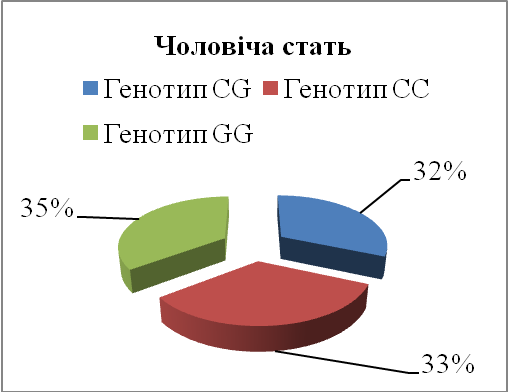 Чоловіча стать
Генотип CG Генотип CC
Генотип GG
32%
35%
33%